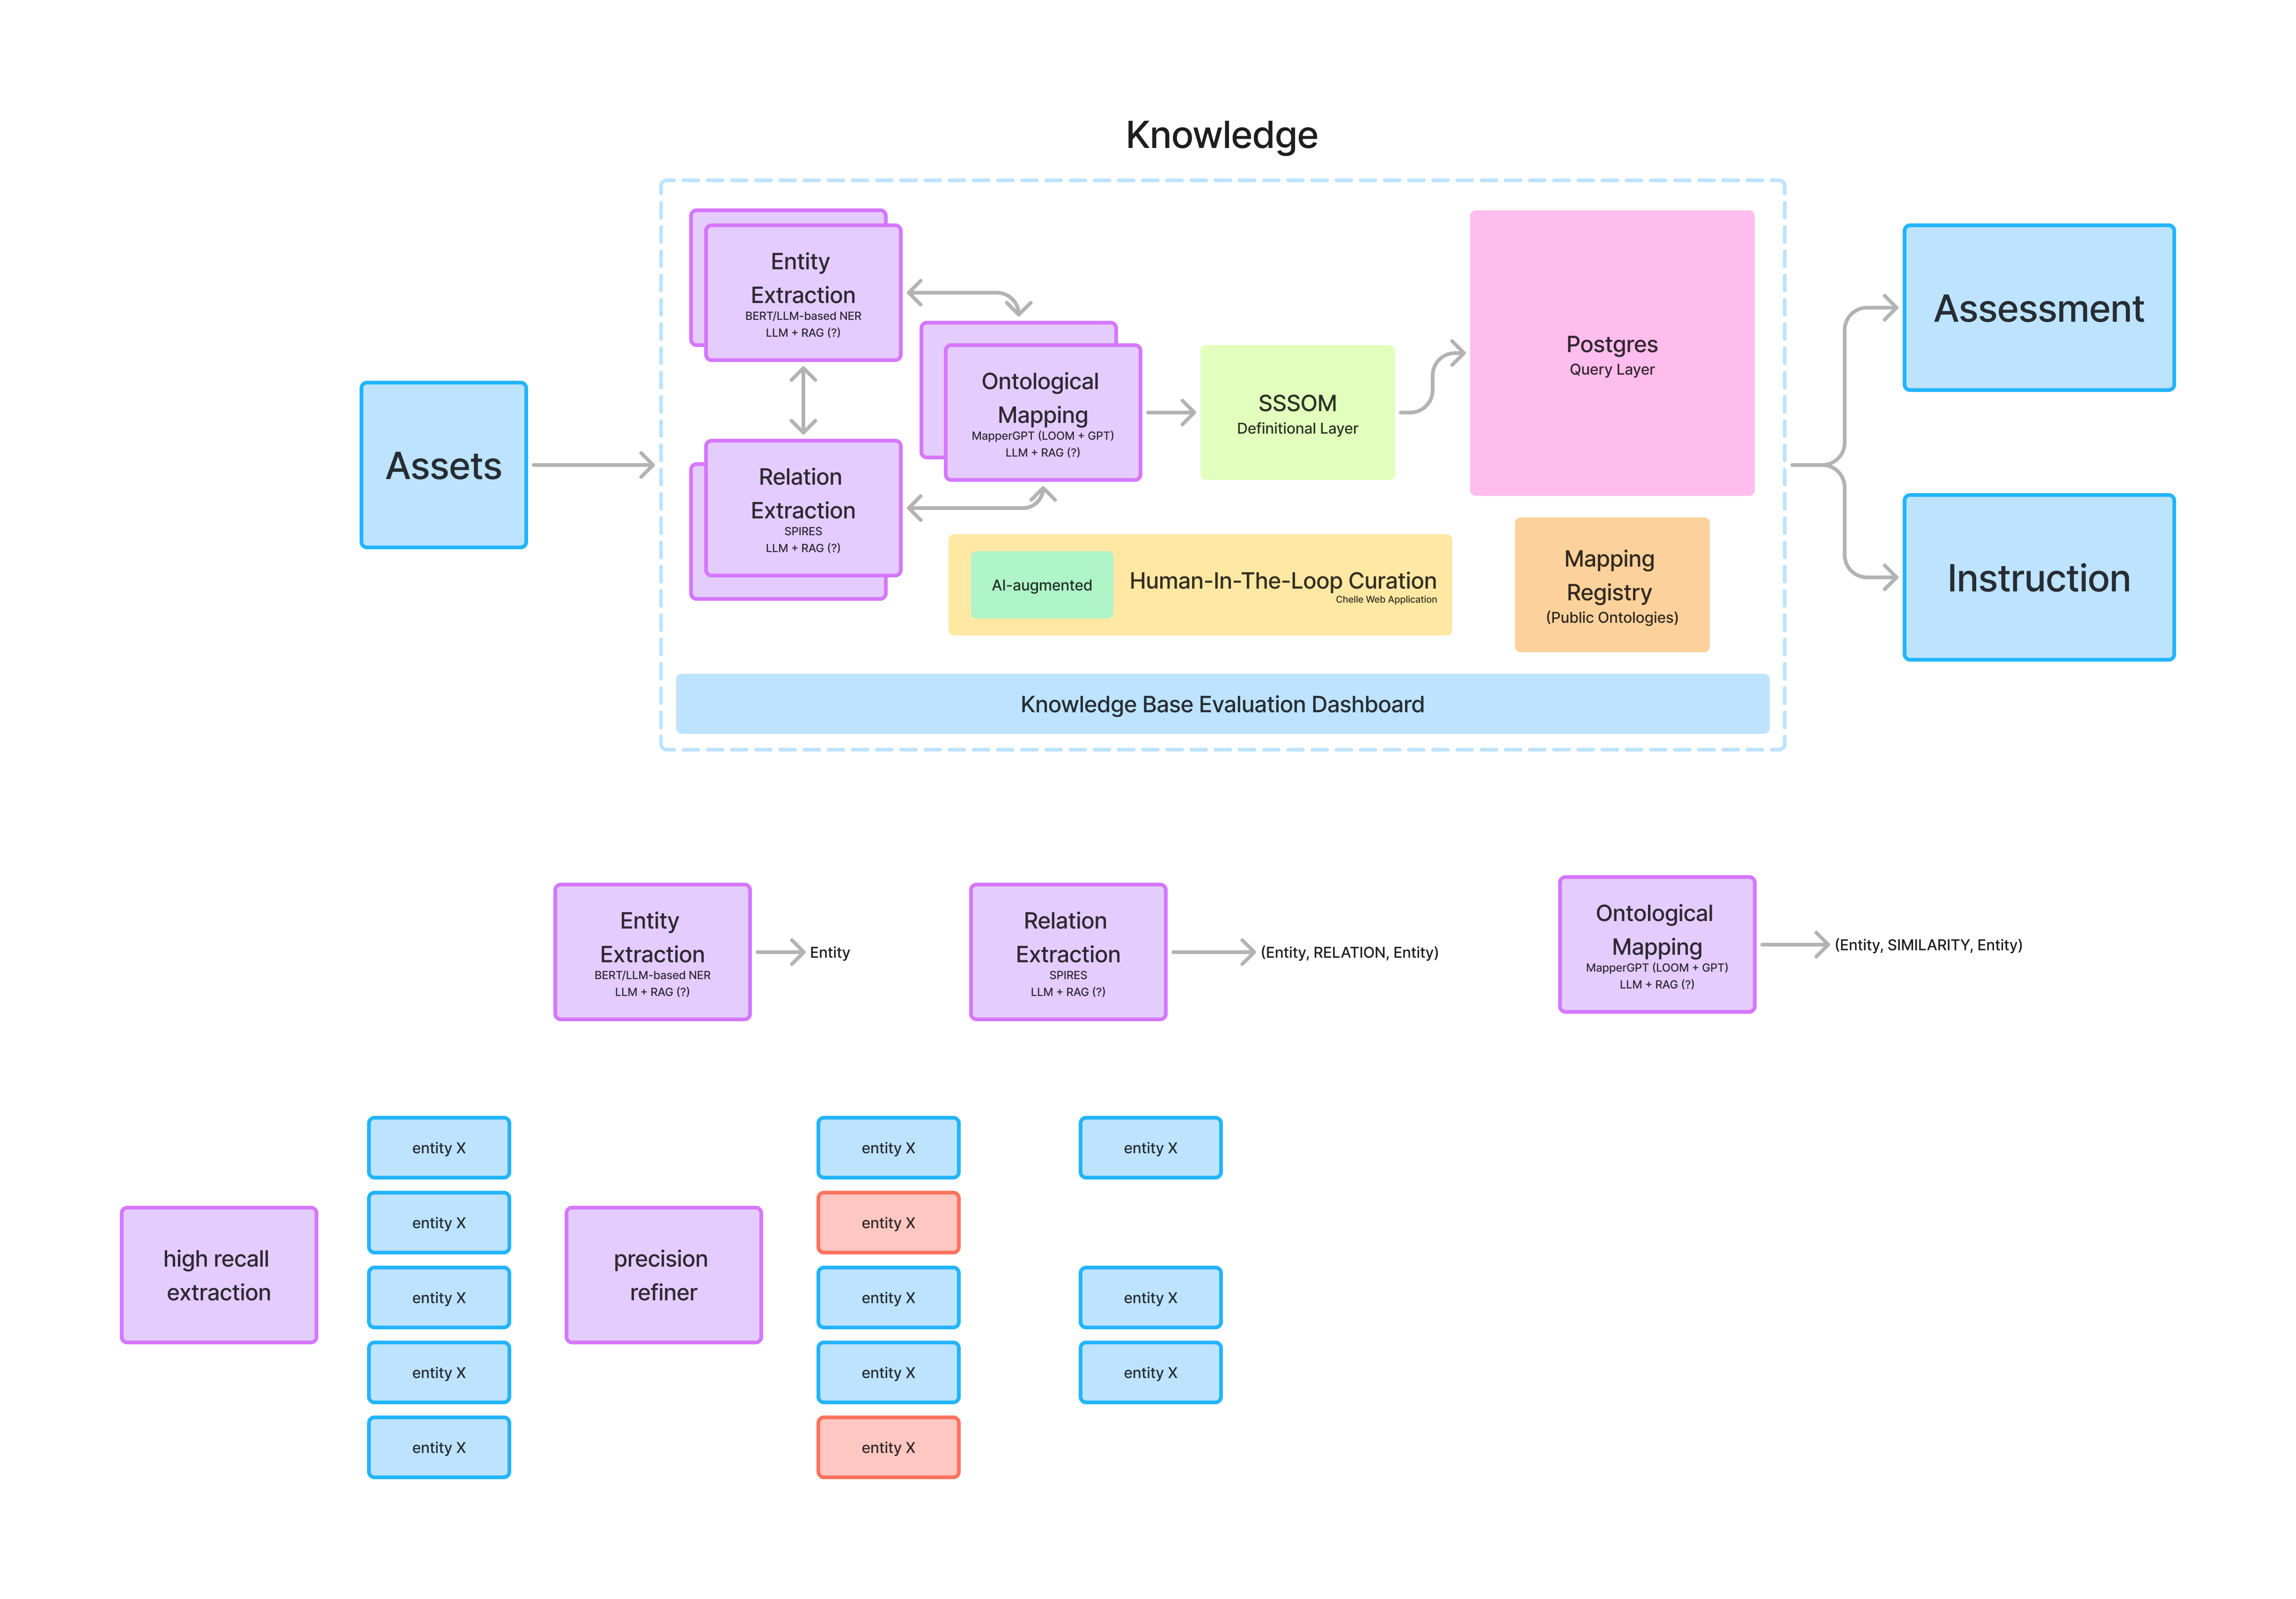 Knowledge
Entity
Extraction
BERT/LLM-based NER
LLM + RAG (?)
Ontological
Mapping
MapperGPT (LOOM + GPT)
LLM + RAG (?)
Relation
Extraction
SPIRES
LLM + RAG (?)
Assets
SSSOM
Definitional Layer
Postgres
Query Layer
AI-augmented
Human-In-The-Loop Curation
Chelle Web Application
Mapping
Registry
(Public Ontologies)
Knowledge Base Evaluation Dashboard
Assessment
Instruction
Entity
Extraction
BERT/LLM-based NER
LLM + RAG (?)
Entity
Relation
Extraction
SPIRES
LLM + RAG (?)
(Entity, RELATION, Entity)
Ontological
Mapping
MapperGPT (LOOM + GPT)
LLM + RAG (?)
(Entity, SIMILARITY, Entity)
high recall
extraction
entity X
entity X
entity X
entity X
entity X
precision
refiner
entity X
entity X
entity X
entity X
entity X
entity X
entity X
entity X